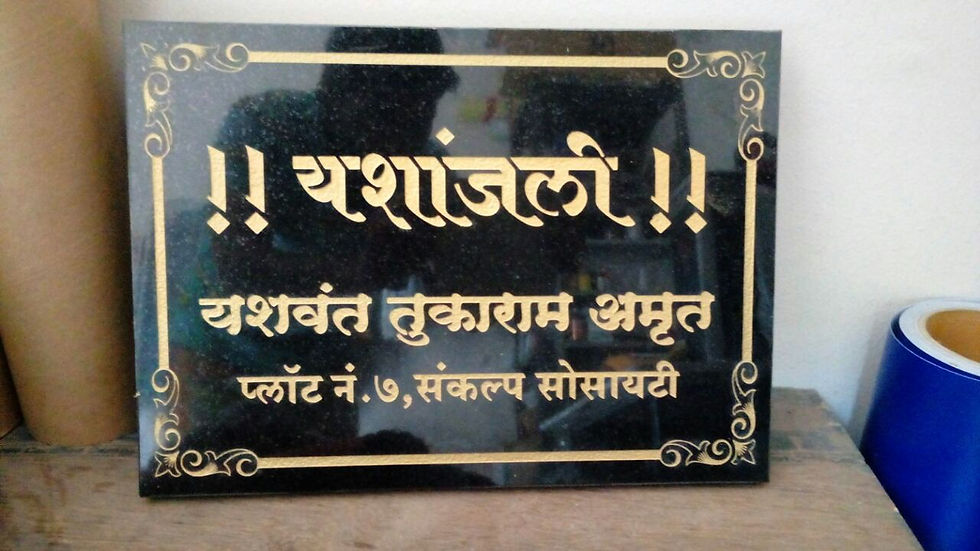 !! यशांजली !!
यशवंत तुकाराम अमृत
प्लॉट नं.७,संकल्प सोसायटी